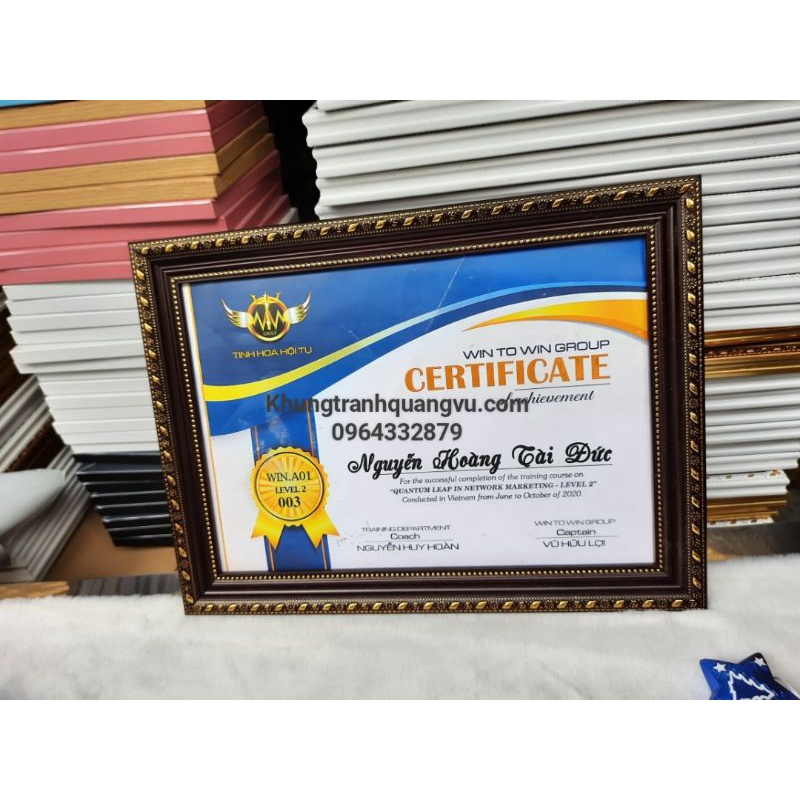 WIN
GROUP
TINH HOA HỘI TỤ
WIN TO WIN GROUP
CERTIFICATE
of achievement
Khungtranhquangvu.com
0964332879
Nguyễn Hoàng Tài Đức
For the successful completion of the training course on
"QUANTUM LEAP IN NETWORK MARKETING - LEVEL 2"
Conducted in Vietnam from June to October of 2020.
WIN.A01
LEVEL 2
003
TRAINING DEPARTMENT
Coach
NGUYỄN HUY HOÀN
WIN TO WIN GROUP
Captain
VŨ HỮU LỢI